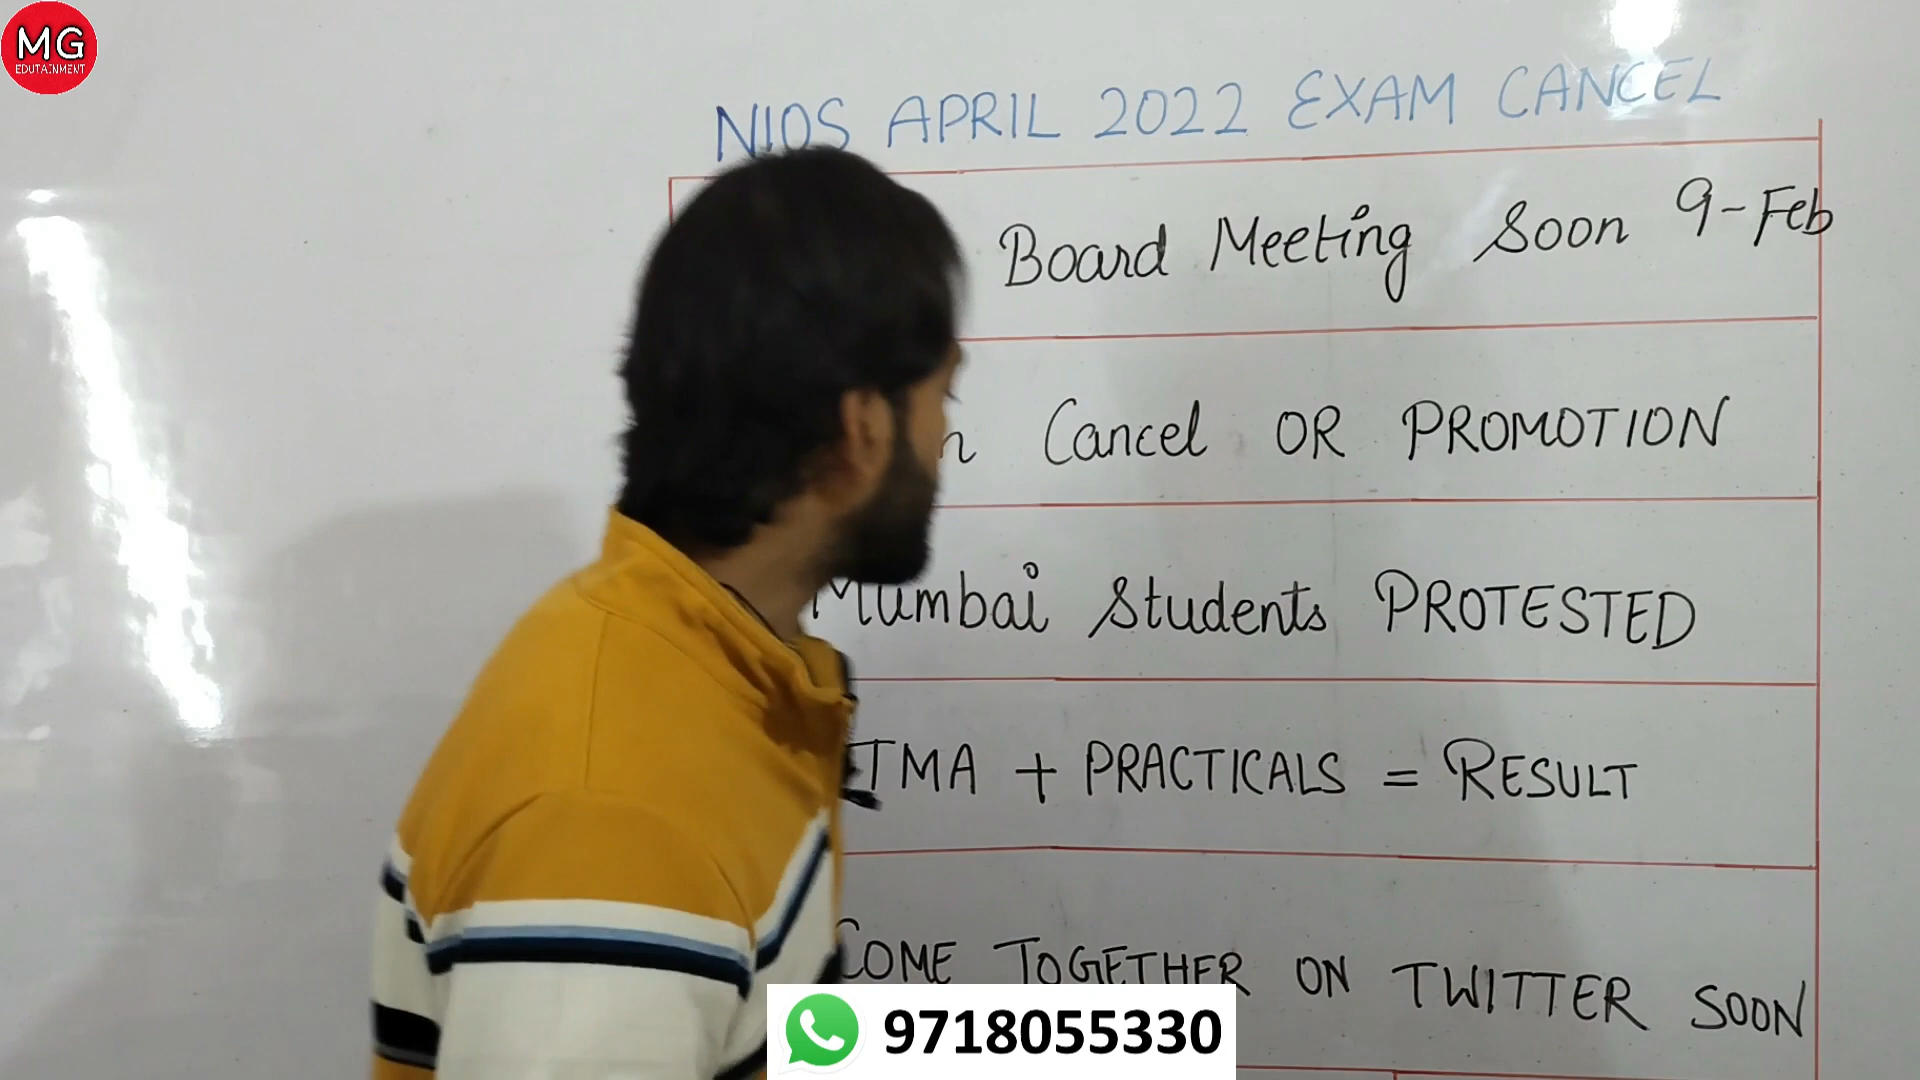 MG
EDUTAINMENT
NIOS APRIL 2022 EXAM CANCEL
Board Meeting Soon 9-Feb
Cancel OR PROMOTION
Mumbai Students PROTESTED
TMA + PRACTICALS = RESULT
COME TOGETHER ON TWITTER SOON
9718055330